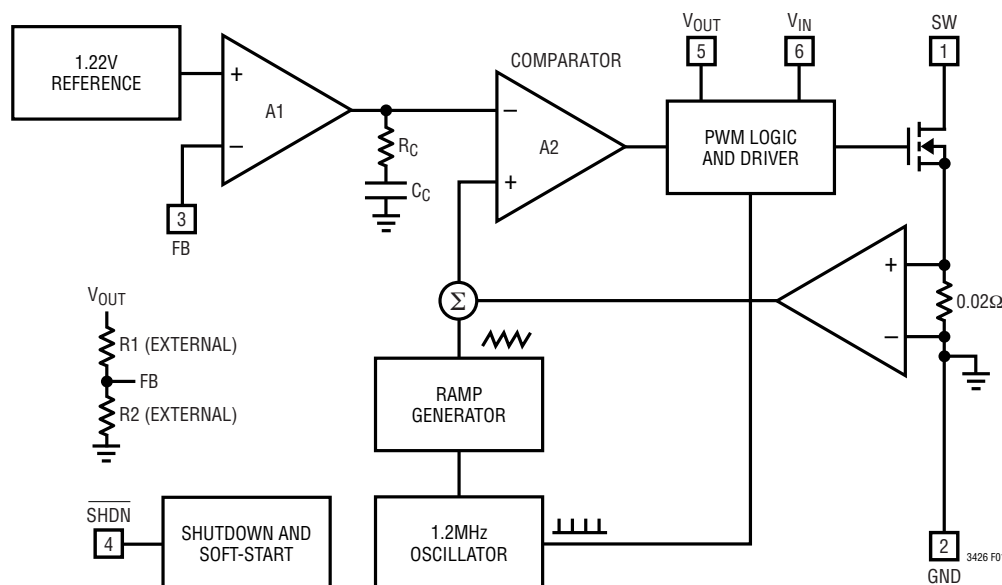 1.22V
REFERENCE
+
−
A1
3
FB
RC
CC
COMPARATOR
−
+
A2
VOUT
5
VIN
6
PWM LOGIC
AND DRIVER
SW
1
Σ
+
−
0.02Ω
VOUT
R1 (EXTERNAL)
FB
R2 (EXTERNAL)
RAMP
GENERATOR
SHDN
4
SHUTDOWN AND
SOFT-START
1.2MHz
OSCILLATOR
2
GND